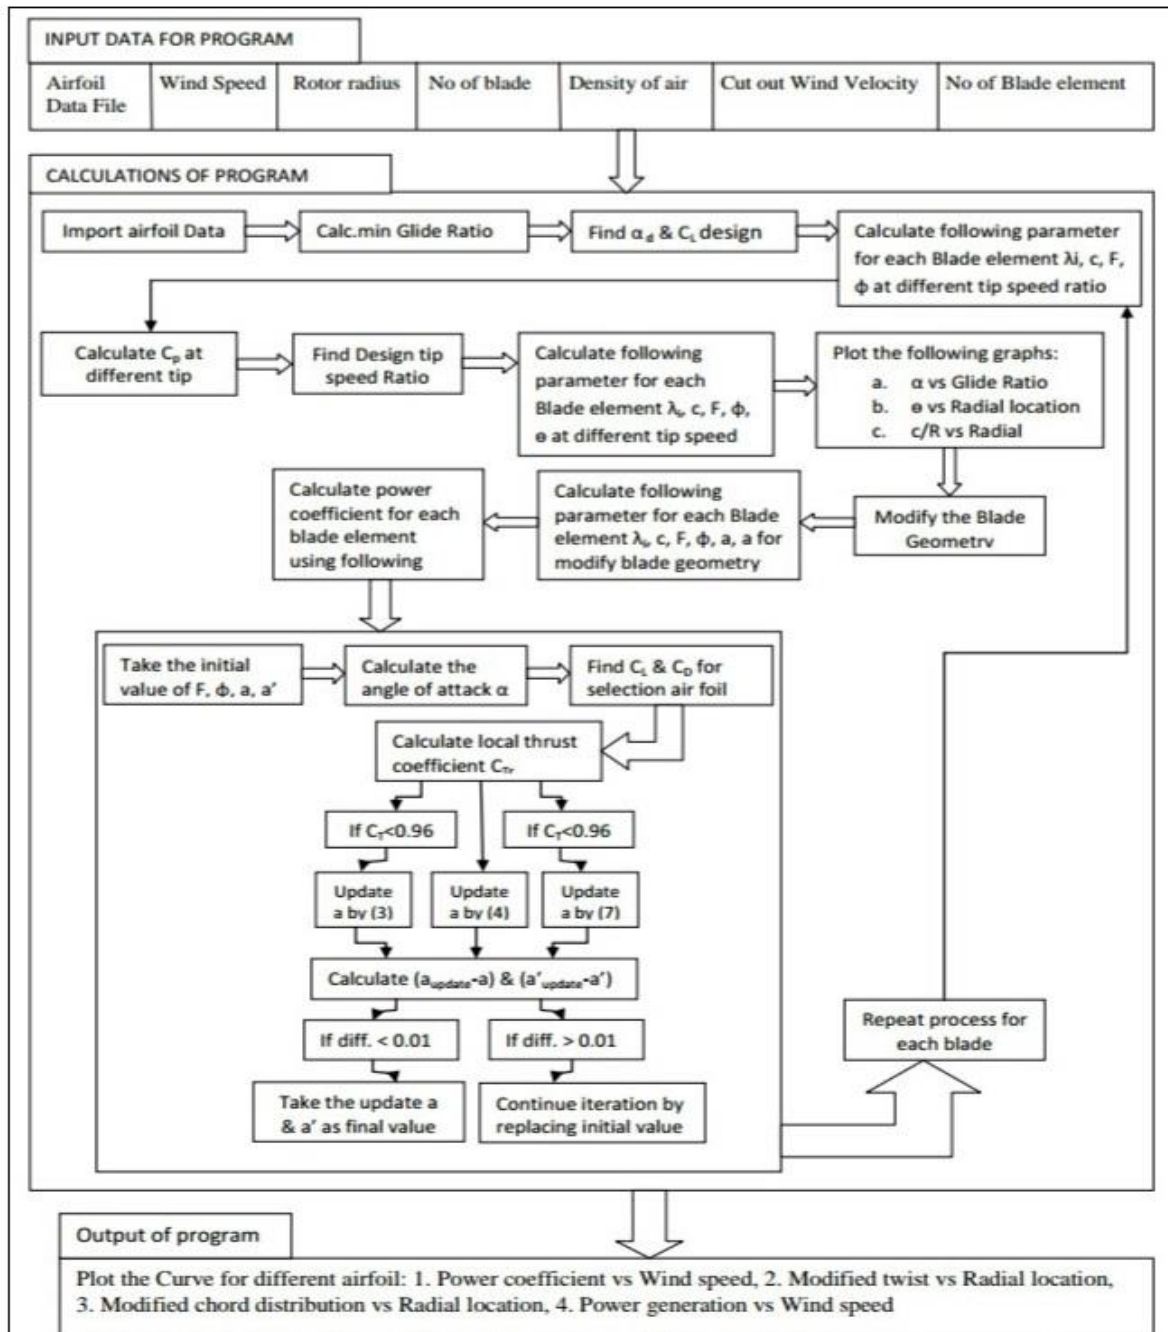 INPUT DATA FOR PROGRAM
Airfoil
Data File
Wind Speed
Rotor radius
No of blade
Density of air
Cut out Wind Velocity
No of Blade element
CALCULATIONS OF PROGRAM
Import airfoil Data
Calc.min Glide Ratio
Find α d & CL design
Calculate following parameter
for each Blade element λi, c, F,
ϕ at different tip speed ratio
Calculate Cp at
different tip
Find Design tip
speed Ratio
Calculate following
parameter for each
Blade element λi, c, F, ϕ,
ɵ at different tip speed
Plot the following graphs:
a. α vs Glide Ratio
b. ɵ vs Radial location
c. c/R vs Radial
Modify the Blade
Geometry
Calculate following
parameter for each Blade
element λi, c, F, ϕ, a, a for
modify blade geometry
Calculate power
coefficient for each
blade element
using following
Take the initial
value of F, ϕ, a, a’
Calculate the
angle of attack α
Find CL & CD for
selection air foil
Calculate local thrust
coefficient CTr
If CT<0.96
If CT<0.96
Update
a by (3)
Update
a by (4)
Update
a by (7)
Calculate (aupdate-a) & (a’update-a’)
If diff. < 0.01
If diff. > 0.01
Take the update a
& a’ as final value
Continue iteration by
replacing initial value
Repeat process for
each blade
Output of program
Plot the Curve for different airfoil: 1. Power coefficient vs Wind speed, 2. Modified twist vs Radial location,
3. Modified chord distribution vs Radial location, 4. Power generation vs Wind speed